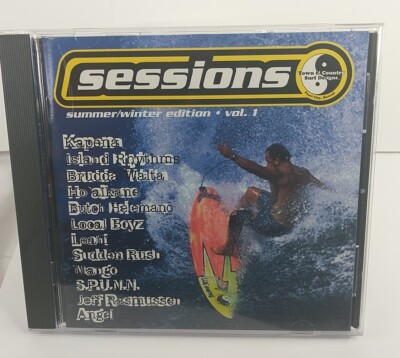 sessions
Town & Country
Surf Designs
summer/winter edition • vol. 1
Kapena
Island Rhythms
Brudda Waltah
Ho'aikane
Butch Helemano
Local Boyz
Leahi
Sudden Rush
Mango
S.P.U.N.N.
Jeff Rasmussen
Angel